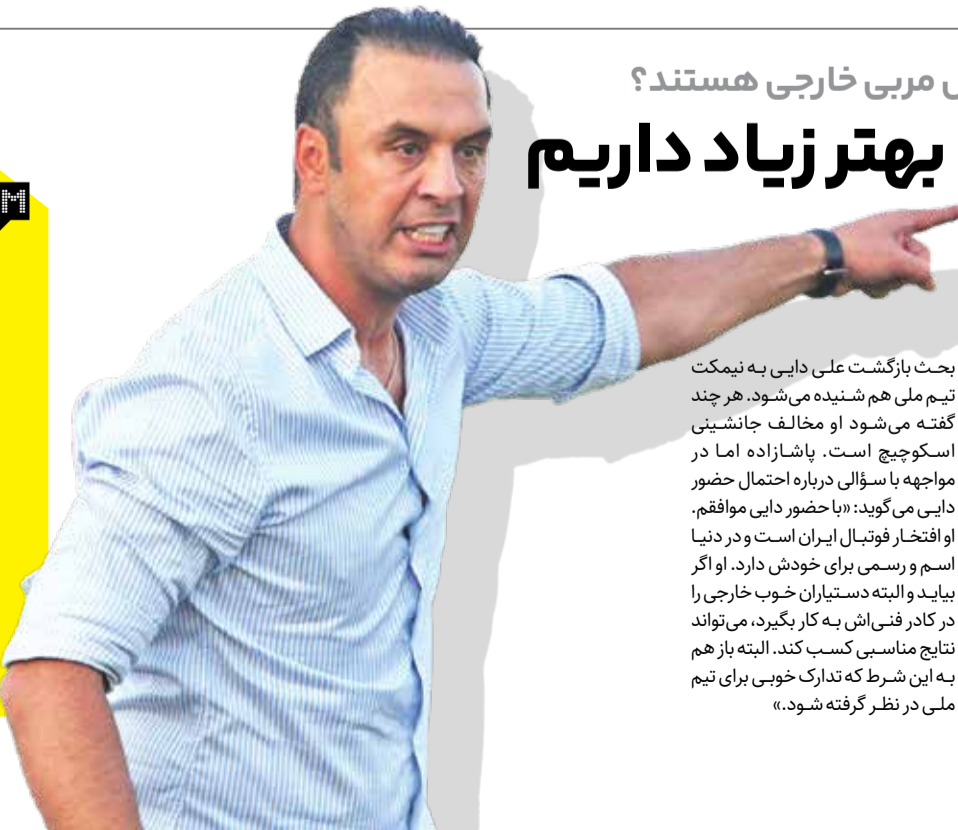 مربی خارجی هستند؟
بهتر زیاد داریم
M
بحث بازگشت علی دایی به نیمکت
تیم ملی هم شنیده می‌شود. هر چند
گفته می‌شود او مخالف جانشینی
اسکوچیچ است. پاشازاده اما در
مواجهه با سؤالی درباره احتمال حضور
دایی می‌گوید: «با حضور دایی موافقم.
او افتخار فوتبال ایران است و در دنیا
اسم و رسمی برای خودش دارد. او اگر
بیاید و البته دستیاران خوب خارجی را
در کادر فنی‌اش به کار بگیرد، می‌تواند
نتایج مناسبی کسب کند. البته باز هم
به این شرط که تدارک خوبی برای تیم
ملی در نظر گرفته شود.»